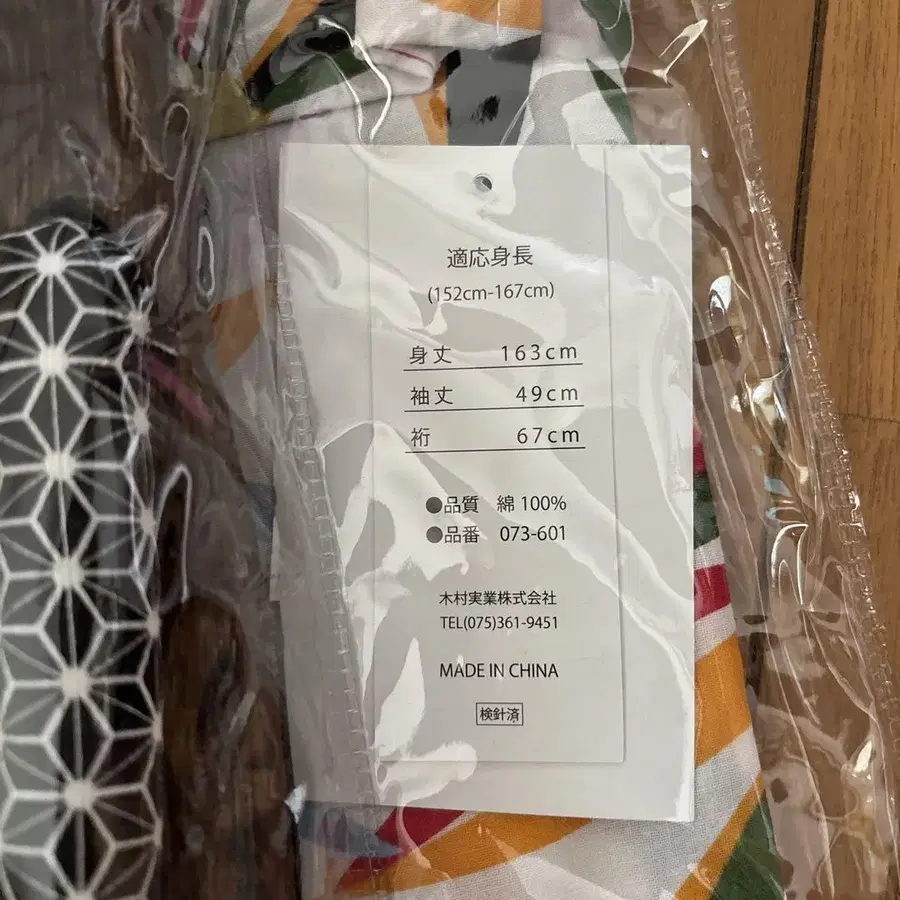 適応身長
(152cm-167cm)
身丈 163cm
袖丈 49cm
裄 67cm
●品質 綿 100%
●品番 073-601
木村実業株式会社
TEL(075)361-9451
MADE IN CHINA
検針済